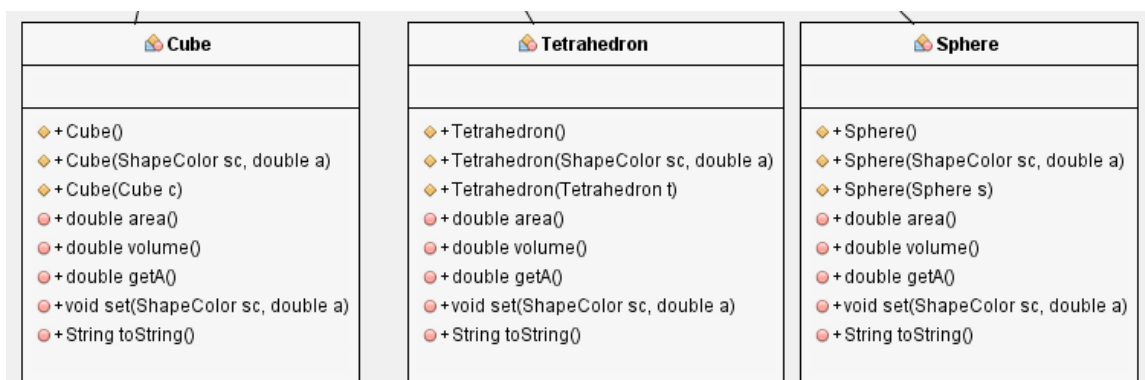 Cube
+Cube()
+Cube(ShapeColor sc, double a)
+Cube(Cube c)
+double area()
+double volume()
+double getA()
+void set(ShapeColor sc, double a)
+String toString()
Tetrahedron
+Tetrahedron()
+Tetrahedron(ShapeColor sc, double a)
+Tetrahedron(Tetrahedron t)
+double area()
+double volume()
+double getA()
+void set(ShapeColor sc, double a)
+String toString()
Sphere
+Sphere()
+Sphere(ShapeColor sc, double a)
+Sphere(Sphere s)
+double area()
+double volume()
+double getA()
+void set(ShapeColor sc, double a)
+String toString()